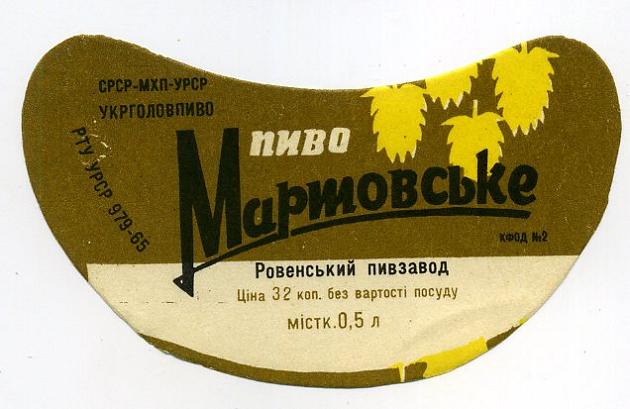 СРСР-МХП-УРСР
УКРГОЛОВПИВО
РТУ УРСР 979-65
пиво
Мартовське
КФОД №2
Ровенський пивзавод
Ціна 32 коп. без вартості посуду
містк.0,5 л